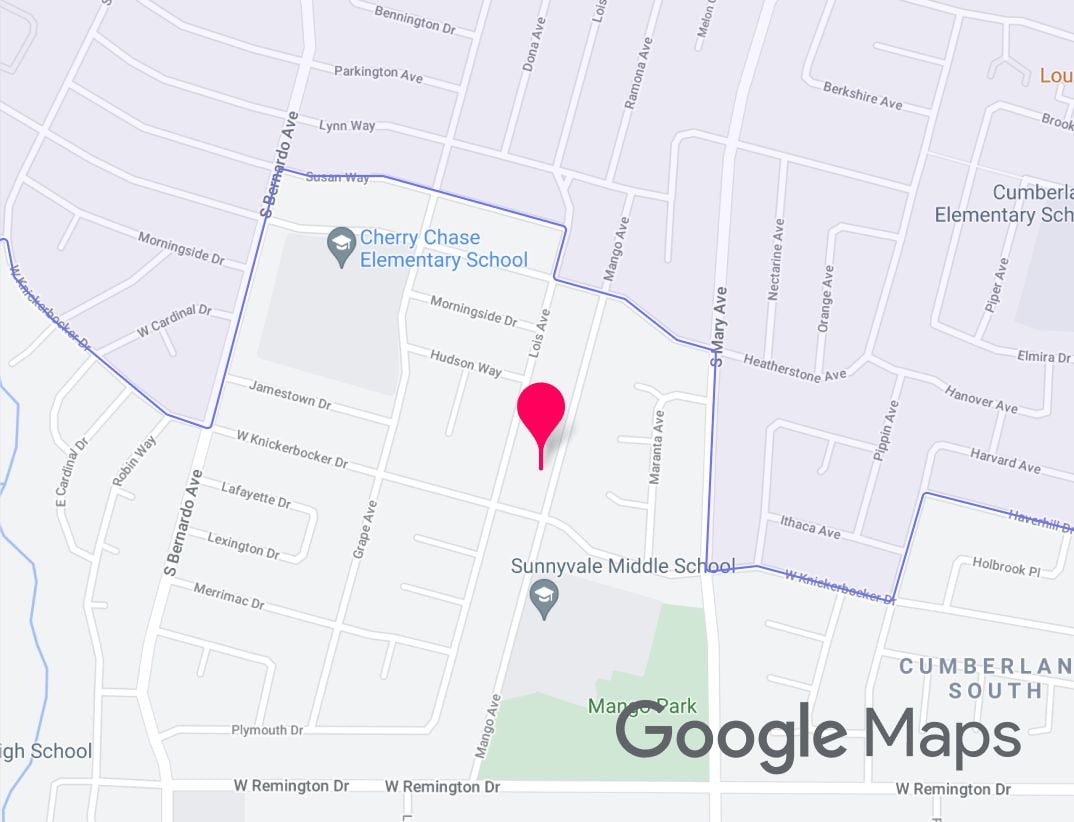 Bennington Dr
Dona Ave
Lois
Melon
Ramona Ave
Parkington Ave
Lou
Berkshire Ave
Brook
Lynn Way
S Bernardo Ave
Susan Way
Cumberla
Elementary Sch
Cherry Chase
Elementary School
Morningside Dr
Mango Ave
Nectarine Ave
Orange Ave
Piper Ave
W Knickerbocker Dr
W Cardinal Dr
Morningside Dr
Lois Ave
S Mary Ave
Hudson Way
Heatherstone Ave
Elmira Dr
Jamestown Dr
Hanover Ave
Pippin Ave
Maranta Ave
E Cardinal Dr
Robin Way
W Knickerbocker Dr
Harvard Ave
S Bernardo Ave
Lafayette Dr
Grape Ave
Ithaca Ave
Haverhill Dr
Lexington Dr
Sunnyvale Middle School
Holbrook Pl
Merrimac Dr
W Knickerbocker Dr
CUMBERLAN
SOUTH
Mango Ave
Mango Park
Plymouth Dr
Google Maps
igh School
W Remington Dr
W Remington Dr
W Remington Dr